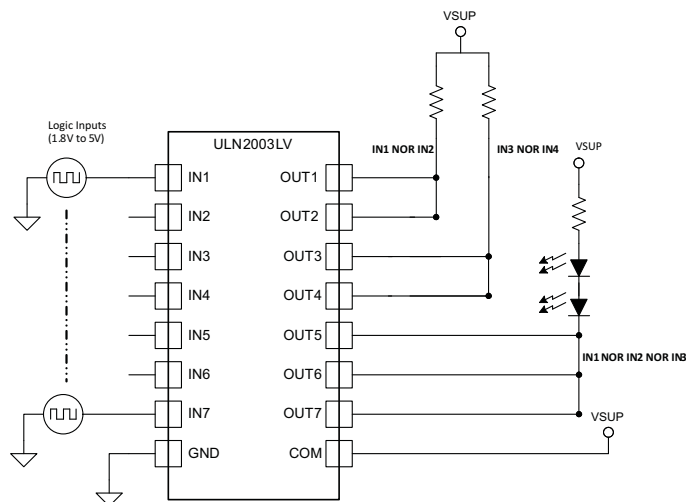 VSUP
Logic Inputs
(1.8V to 5V)
ULN2003LV
IN1 NOR IN2
IN3 NOR IN4
VSUP
IN1
OUT1
IN2
OUT2
IN3
OUT3
IN4
OUT4
IN5
OUT5
IN1 NOR IN2 NOR IN3
IN6
OUT6
IN7
OUT7
VSUP
GND
COM